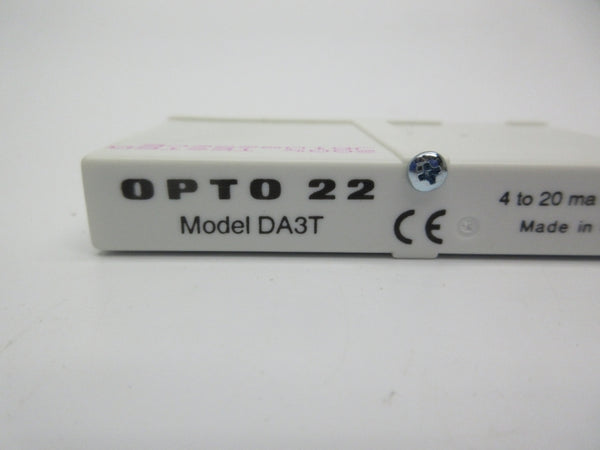 OPTO 22
Model DA3T
CE
4 to 20 ma
Made in